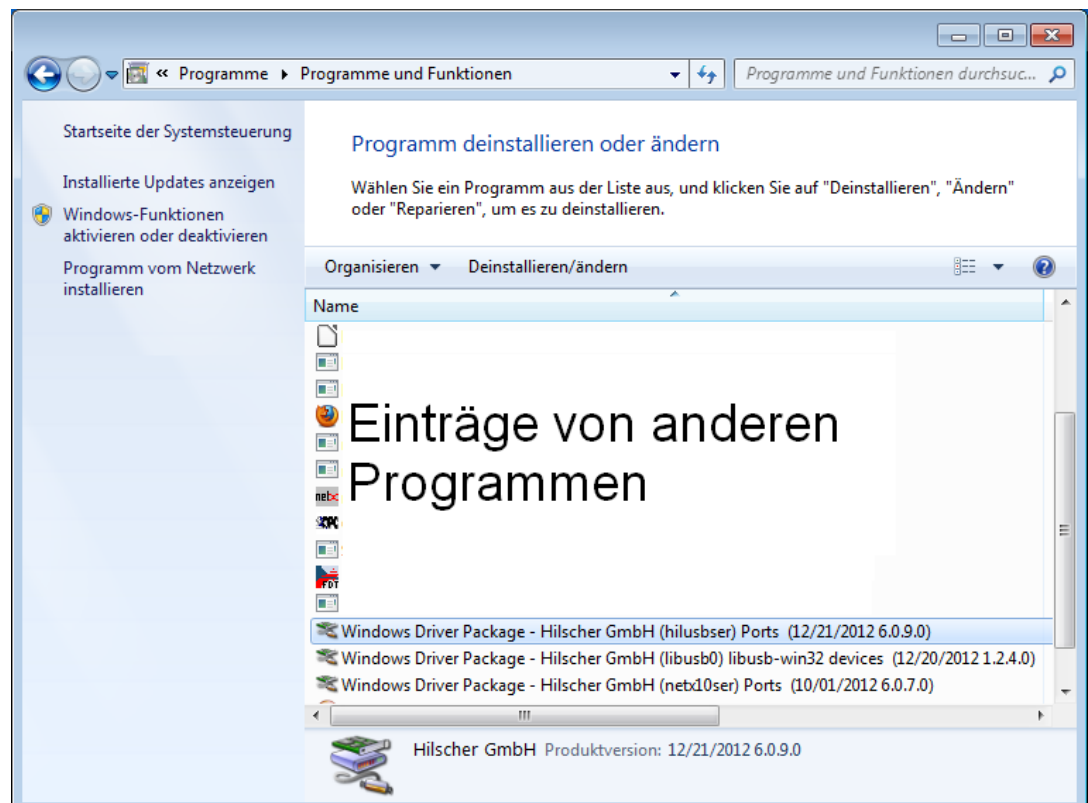 « Programme ▸ Programme und Funktionen
Programme und Funktionen durchsuc...
Startseite der Systemsteuerung
Installierte Updates anzeigen
Windows-Funktionen
aktivieren oder deaktivieren
Programm vom Netzwerk
installieren
Programm deinstallieren oder ändern
Wählen Sie ein Programm aus der Liste aus, und klicken Sie auf "Deinstallieren", "Ändern"
oder "Reparieren", um es zu deinstallieren.
Organisieren Deinstallieren/ändern
Name
Einträge von anderen
Programmen
netx
FDT
Windows Driver Package - Hilscher GmbH (hilusbser) Ports (12/21/2012 6.0.9.0)
Windows Driver Package - Hilscher GmbH (libusb0) libusb-win32 devices (12/20/2012 1.2.4.0)
Windows Driver Package - Hilscher GmbH (netx10ser) Ports (10/01/2012 6.0.7.0)
Hilscher GmbH Produktversion: 12/21/2012 6.0.9.0